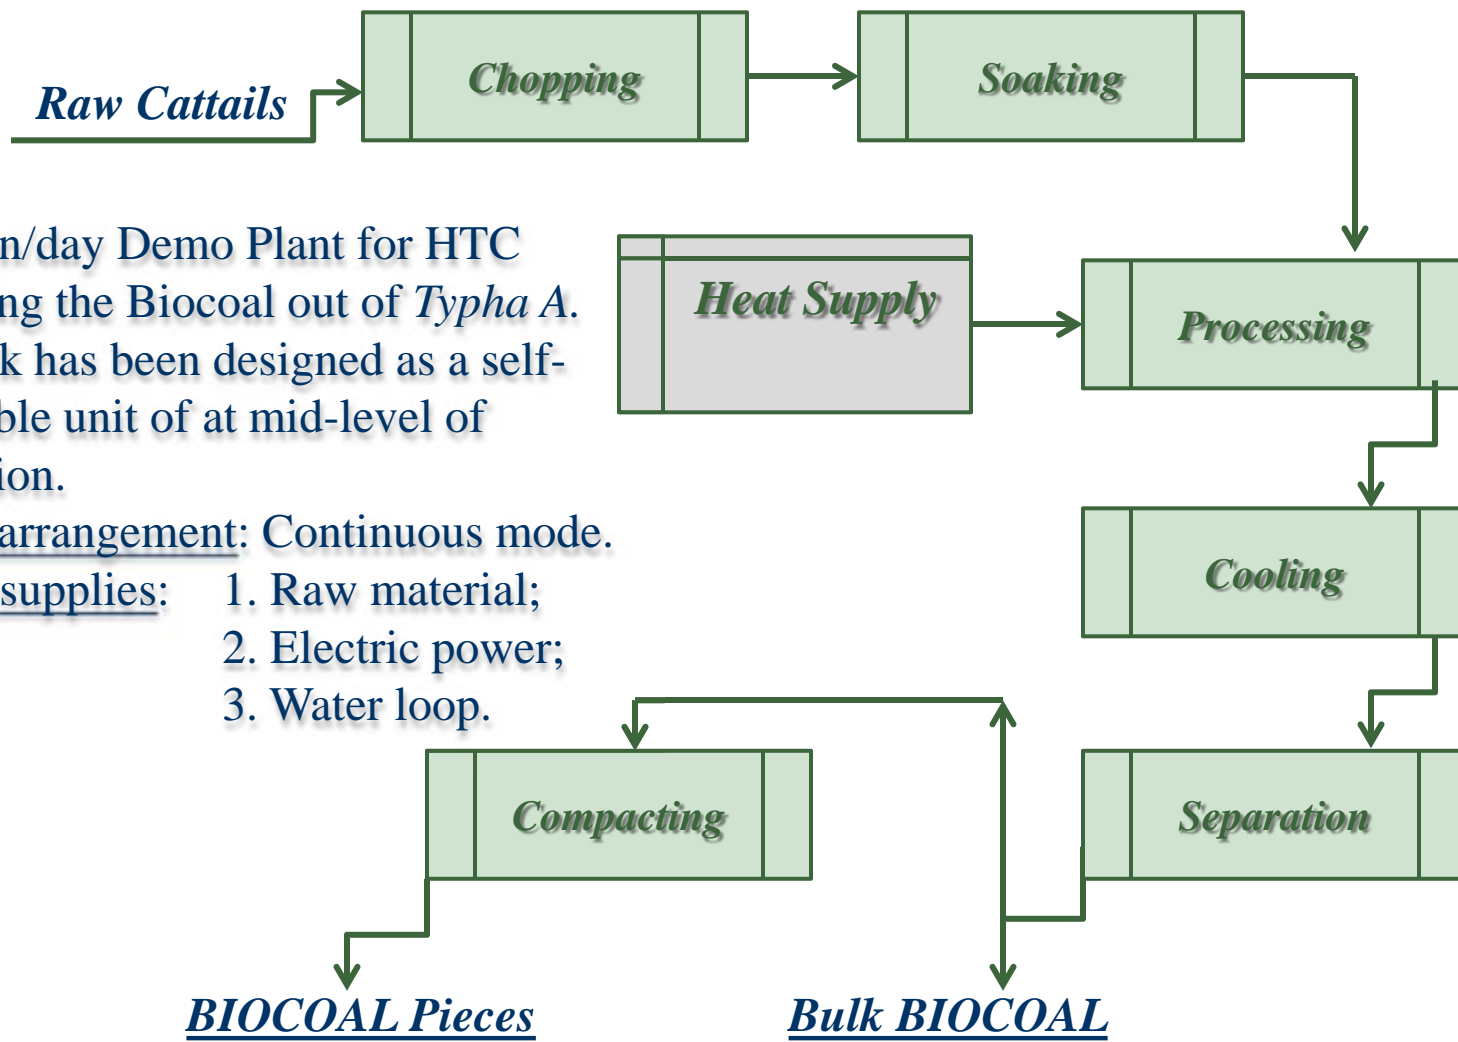 Chopping
Soaking
Raw Cattails
n/day Demo Plant for HTC
ng the Biocoal out of Typha A.
k has been designed as a self-
ble unit of at mid-level of
ion.
arrangement: Continuous mode.
supplies: 1. Raw material;
2. Electric power;
3. Water loop.
Heat Supply
Processing
Cooling
Compacting
Separation
BIOCOAL Pieces
Bulk BIOCOAL